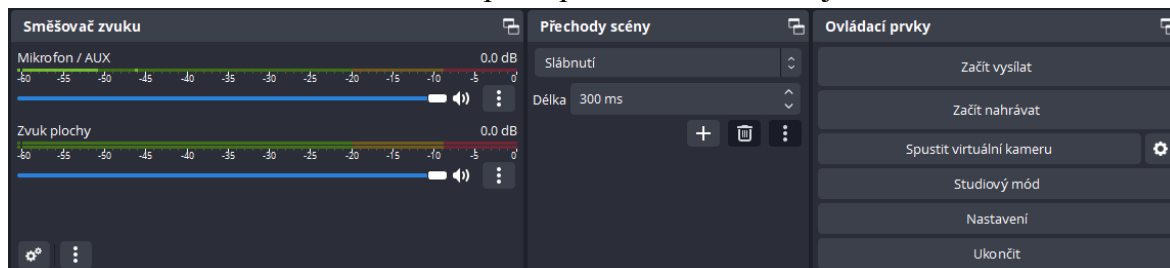 Směšovač zvuku
Mikrofon / AUX 0.0 dB
-60 -55 -50 -45 -40 -35 -30 -25 -20 -15 -10 -5 0
Zvuk plochy 0.0 dB
-60 -55 -50 -45 -40 -35 -30 -25 -20 -15 -10 -5 0
Přechody scény
Slábnutí
Délka 300 ms
Ovládací prvky
Začít vysílat
Začít nahrávat
Spustit virtuální kameru
Studiový mód
Nastavení
Ukončit